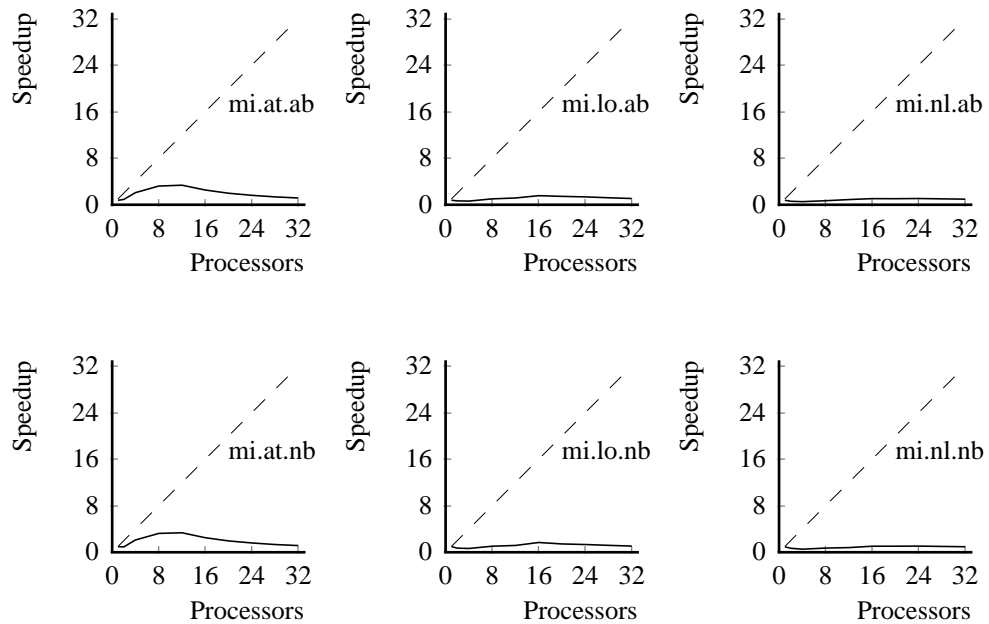 Speedup
32
24
16
8
0
mi.at.ab
0 8 16 24 32
Processors
Speedup
32
24
16
8
0
mi.lo.ab
0 8 16 24 32
Processors
Speedup
32
24
16
8
0
mi.nl.ab
0 8 16 24 32
Processors
Speedup
32
24
16
8
0
mi.at.nb
0 8 16 24 32
Processors
Speedup
32
24
16
8
0
mi.lo.nb
0 8 16 24 32
Processors
Speedup
32
24
16
8
0
mi.nl.nb
0 8 16 24 32
Processors